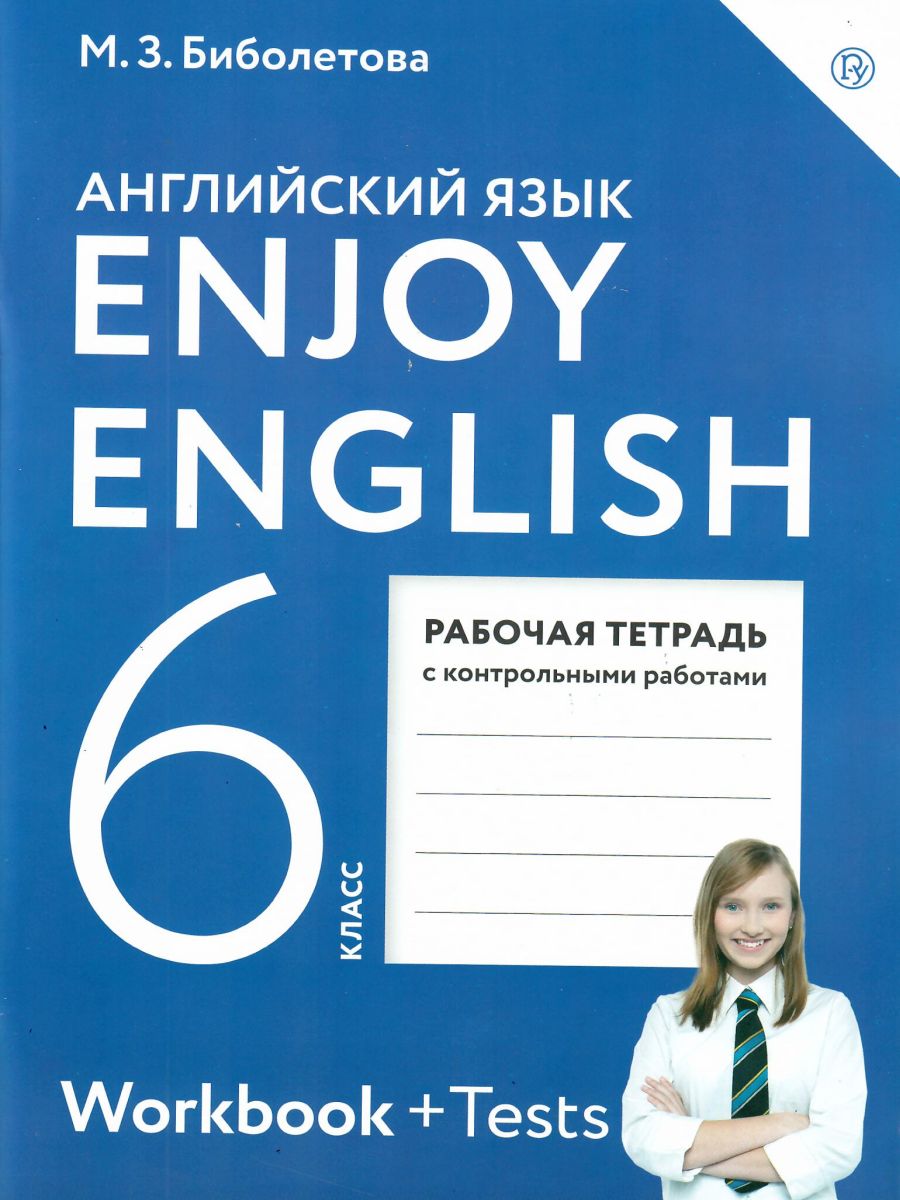 М. З. Биболетова
АНГЛИЙСКИЙ ЯЗЫК
ENJOY
ENGLISH
6
КЛАСС
РАБОЧАЯ ТЕТРАДЬ
с контрольными работами
Workbook + Tests